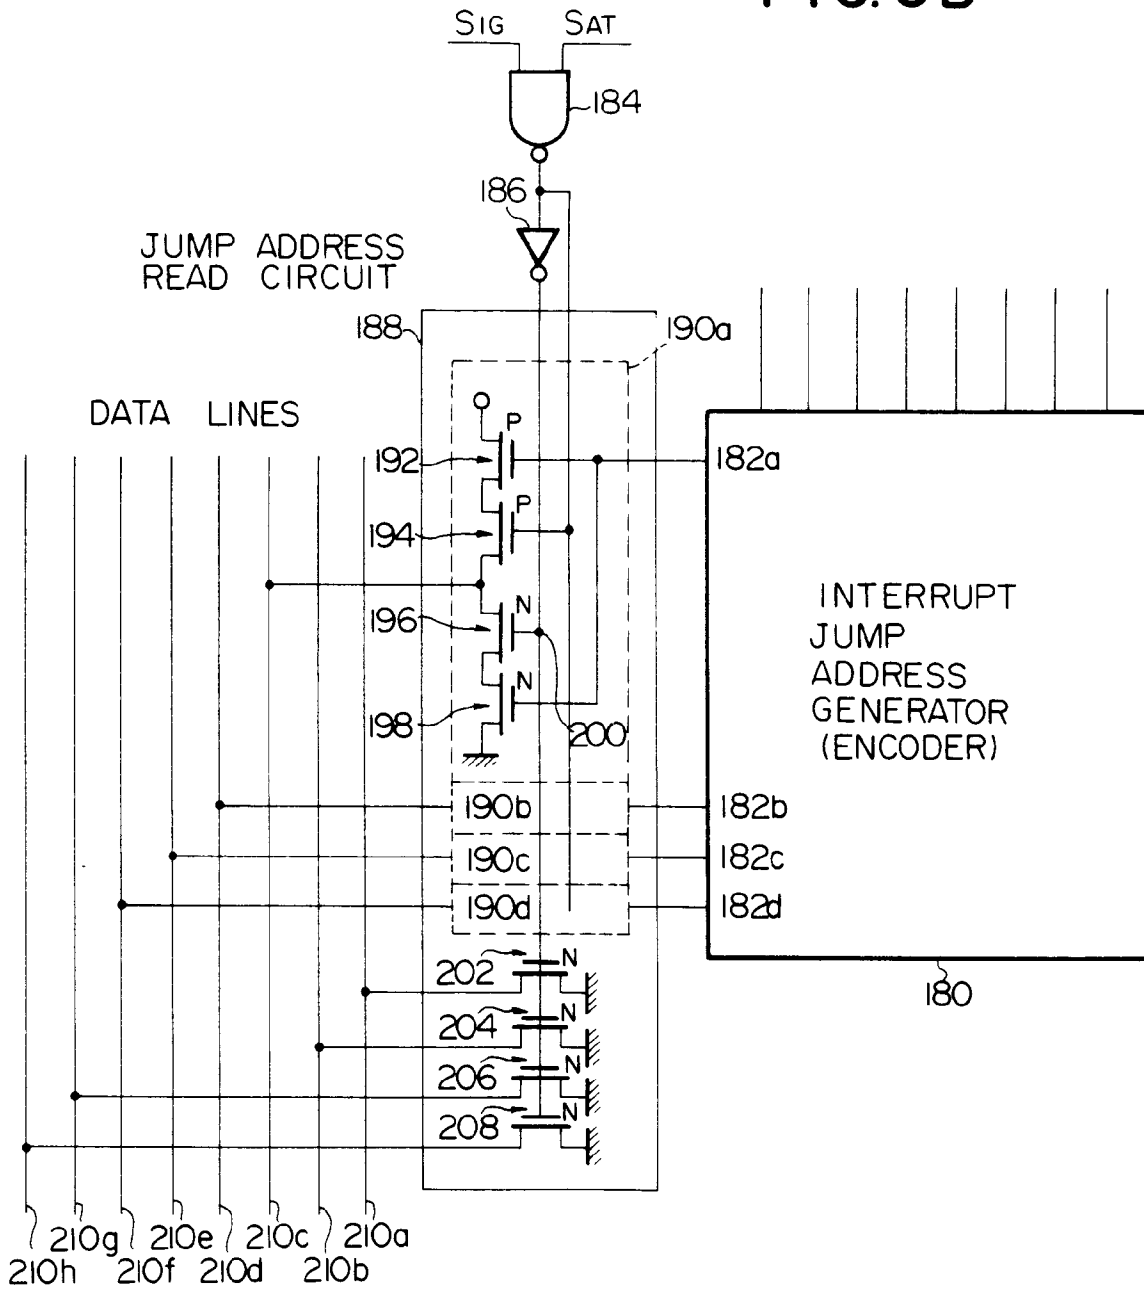 SIG SAT
184
186
JUMP ADDRESS
READ CIRCUIT
188
190a
DATA LINES
P
192
182a
P
194
N
196
INTERRUPT
JUMP
ADDRESS
GENERATOR
(ENCODER)
N
198
200
190b
182b
190c
182c
190d
182d
202 N
180
204 N
206 N
208 N
210g 210e 210c 210a
210h 210f 210d 210b